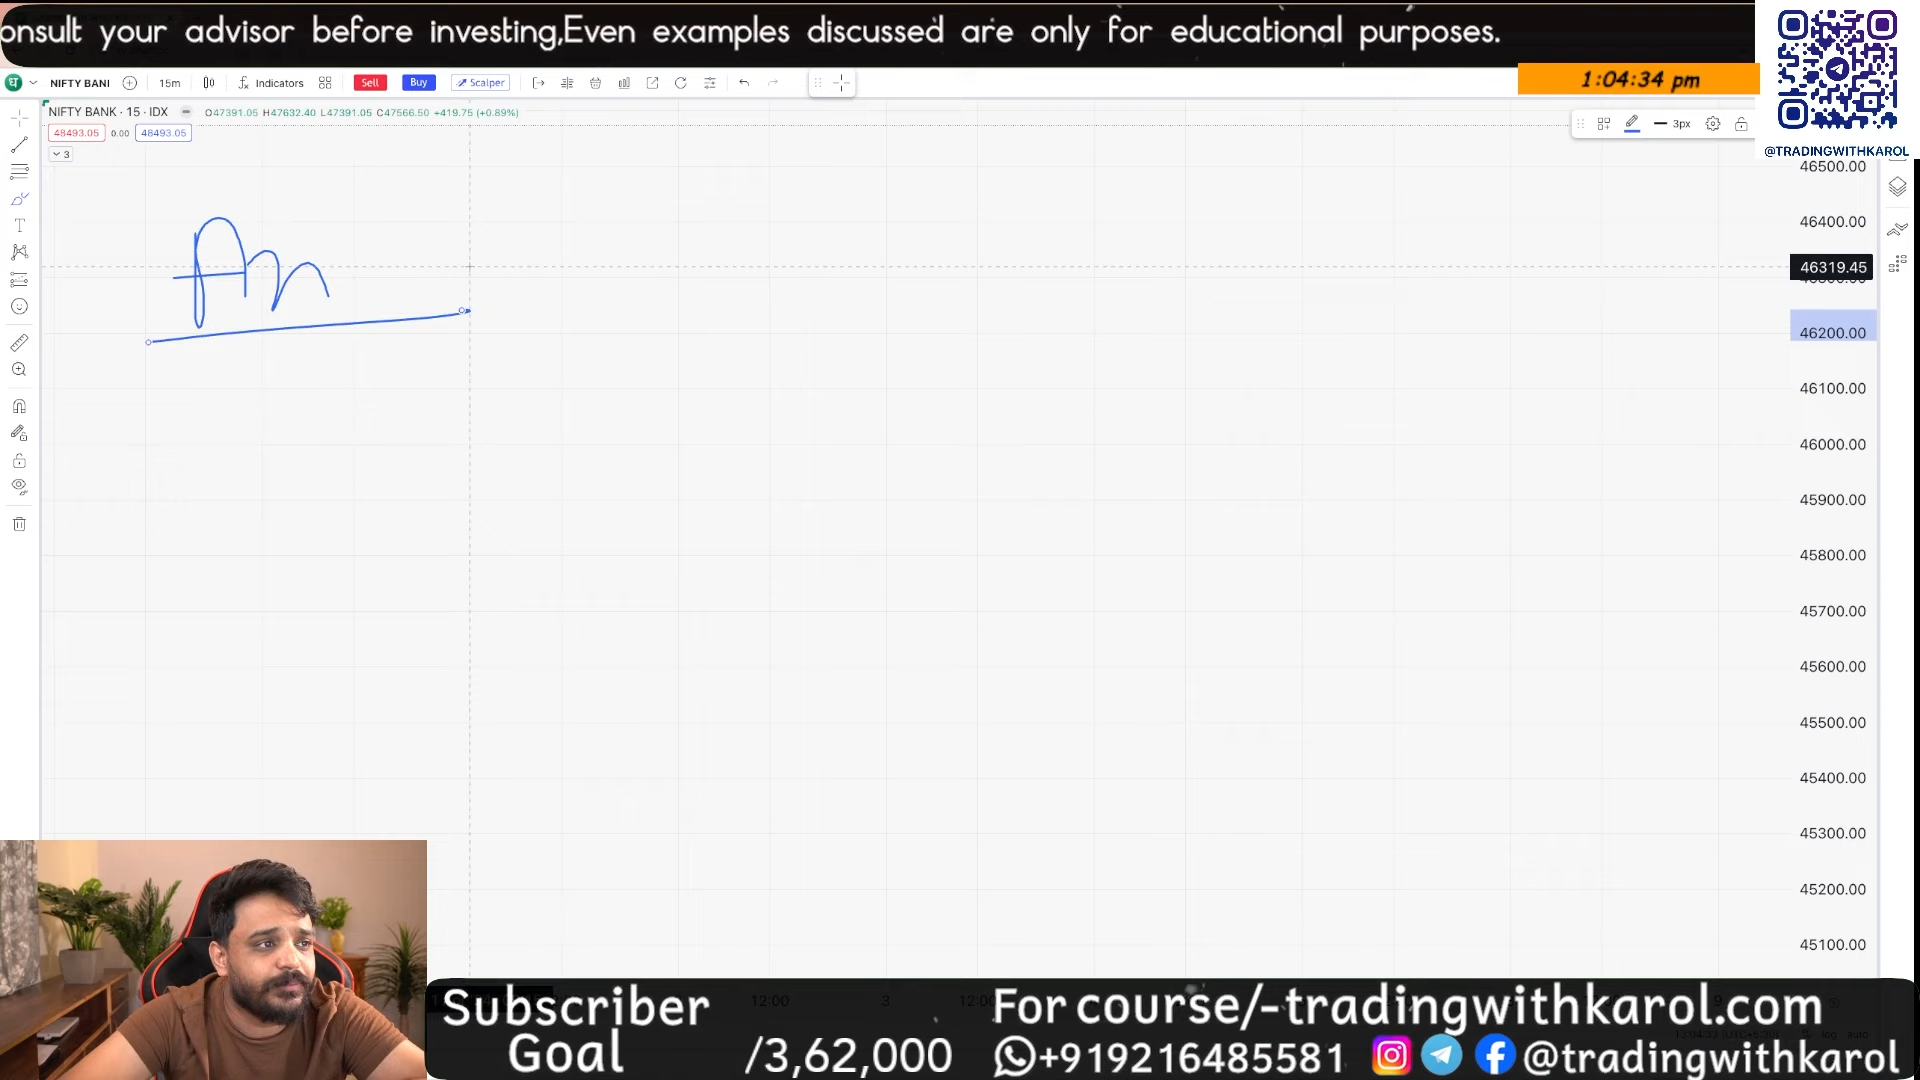 onsult your advisor before investing,Even examples discussed are only for educational purposes.
NIFTY BANI
15m
Indicators
Sell
Buy
Scalper
1:04:34 pm
NIFTY BANK · 15 · IDX
O47391.05 H47632.40 L47391.05 C47566.50 +419.75 (+0.89%)
48493.05 0.00 48493.05
3
3px
@TRADINGWITHKAROL
46500.00
46400.00
46319.45
46200.00
46100.00
46000.00
45900.00
45800.00
45700.00
45600.00
45500.00
45400.00
45300.00
45200.00
45100.00
12:00 3
Subscriber
Goal /3,62,000
For course/-tradingwithkarol.com
+919216485581 @tradingwithkarol